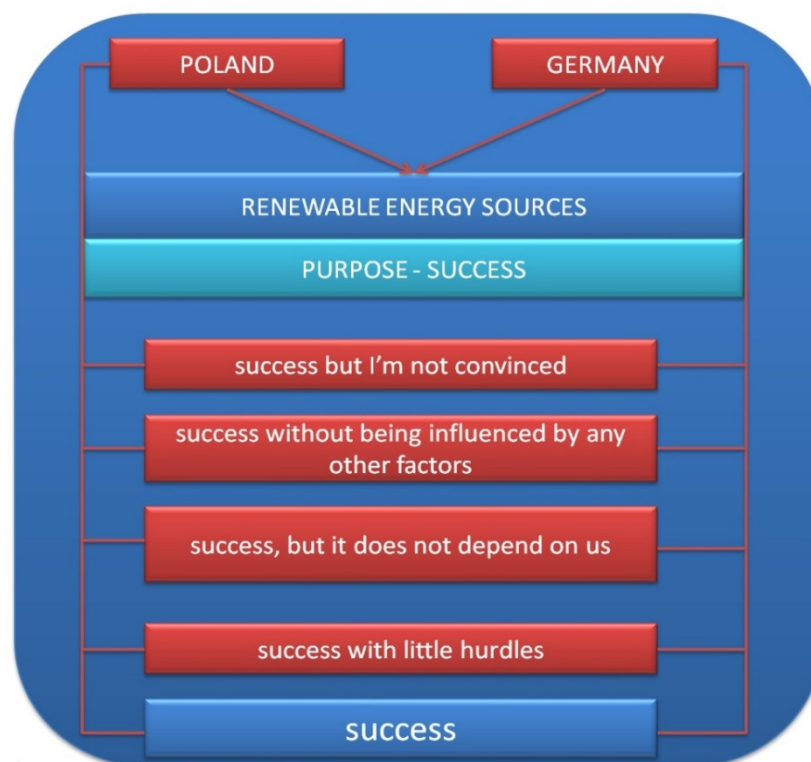 POLAND
GERMANY
RENEWABLE ENERGY SOURCES
PURPOSE - SUCCESS
success but I'm not convinced
success without being influenced by any
other factors
success, but it does not depend on us
success with little hurdles
success